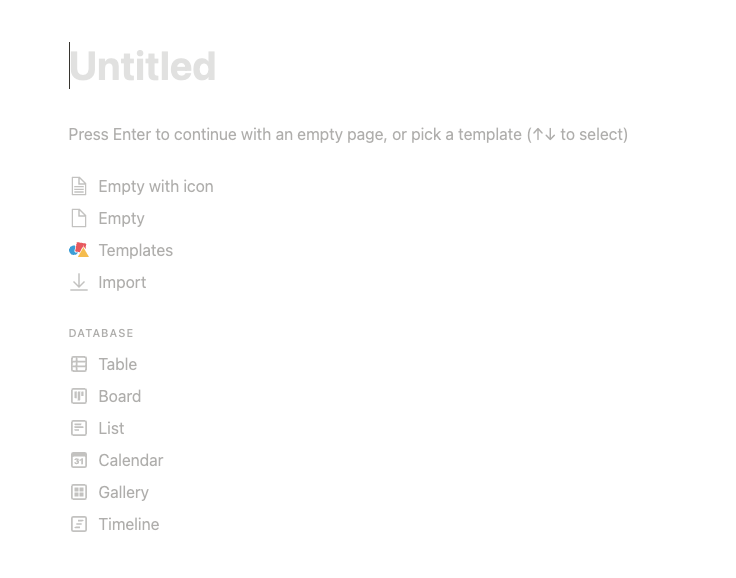 Untitled
Press Enter to continue with an empty page, or pick a template (↑↓ to select)
Empty with icon
Empty
Templates
Import
DATABASE
Table
Board
List
31 Calendar
Gallery
Timeline